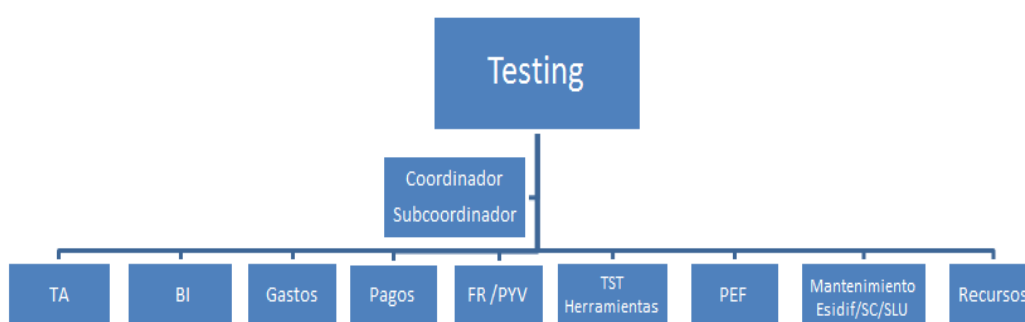 Testing
Coordinador
Subcoordinador
TA
BI
Gastos
Pagos
FR /PYV
TST
Herramientas
PEF
Mantenimiento
Esidif/SC/SLU
Recursos